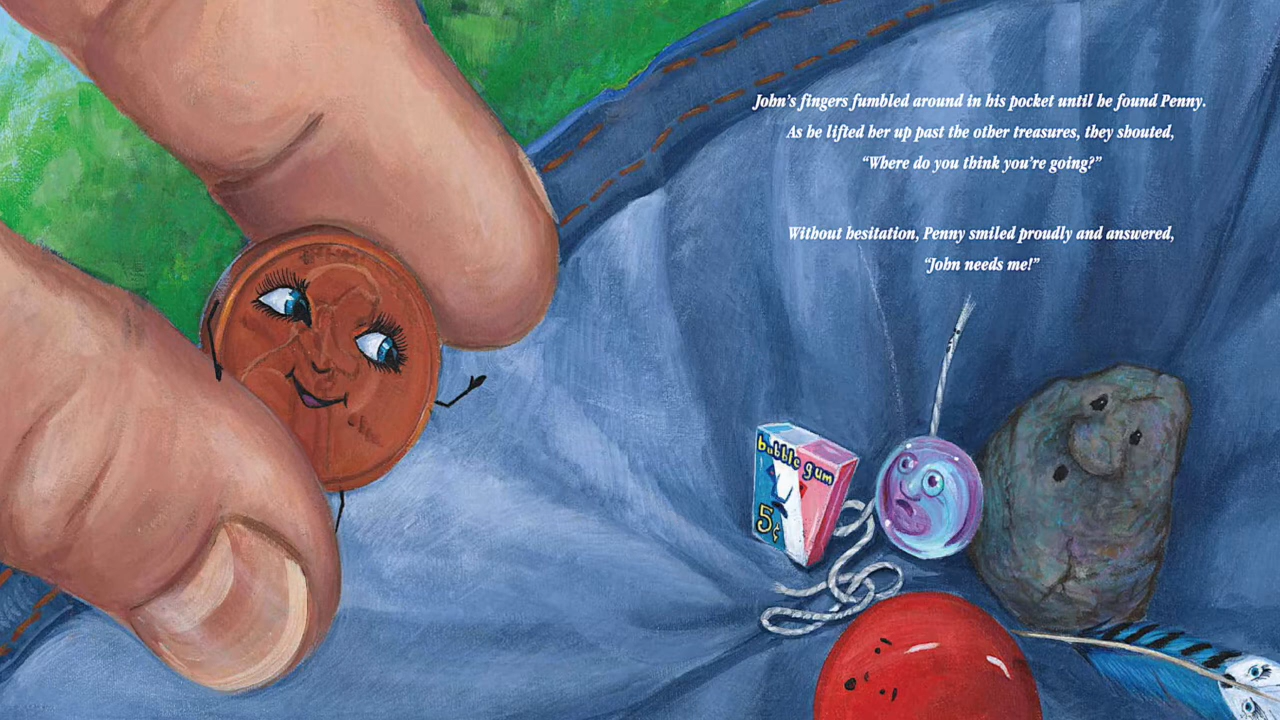 John’s fingers fumbled around in his pocket until he found Penny.
As he lifted her up past the other treasures, they shouted,
“Where do you think you’re going?”
Without hesitation, Penny smiled proudly and answered,
“John needs me!”
bubble gum
5¢